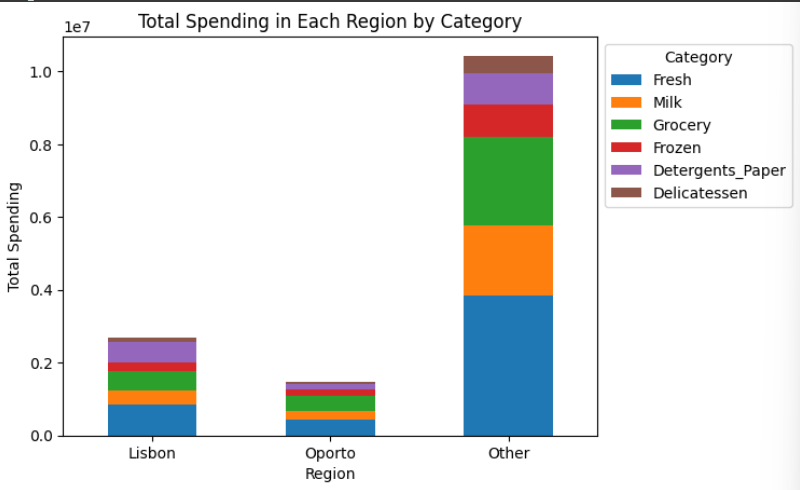 Total Spending in Each Region by Category
1e7
1.0
0.8
0.6
0.4
0.2
0.0
Total Spending
Lisbon
Oporto
Other
Region
Category
Fresh
Milk
Grocery
Frozen
Detergents_Paper
Delicatessen